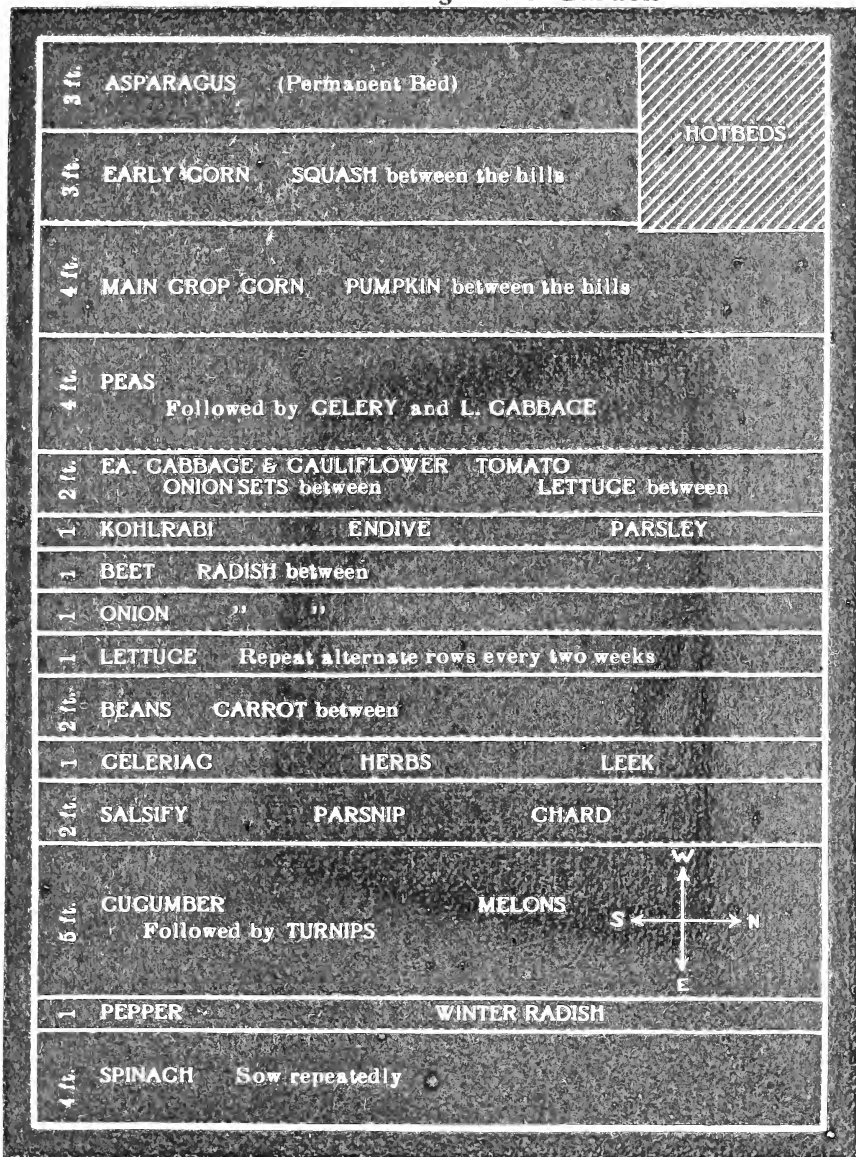 3 ft. ASPARAGUS (Permanent Bed)
HOTBEDS
3 ft. EARLY CORN SQUASH between the hills
4 ft. MAIN CROP CORN PUMPKIN between the hills
4 ft. PEAS
Followed by CELERY and L. CABBAGE
2 ft. EA. CABBAGE & CAULIFLOWER TOMATO
ONION SETS between LETTUCE between
1 KOHLRABI ENDIVE PARSLEY
1 BEET RADISH between
1 ONION " "
1 LETTUCE Repeat alternate rows every two weeks
2 ft. BEANS CARROT between
1 CELERIAC HERBS LEEK
2 ft. SALSIFY PARSNIP CHARD
W
5 ft. CUCUMBER MELONS
S N
Followed by TURNIPS
E
1 PEPPER WINTER RADISH
4 ft. SPINACH Sow repeatedly